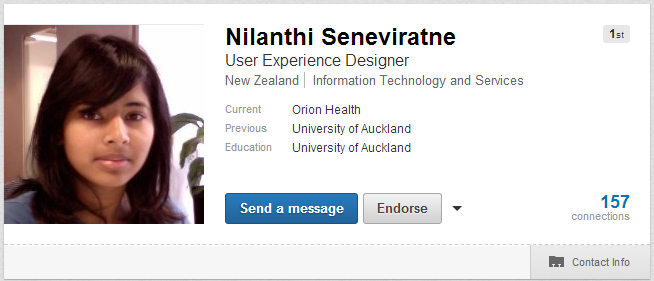 Nilanthi Seneviratne
1st
User Experience Designer
New Zealand | Information Technology and Services
Current Orion Health
Previous University of Auckland
Education University of Auckland
Send a message Endorse
157
connections
Contact Info